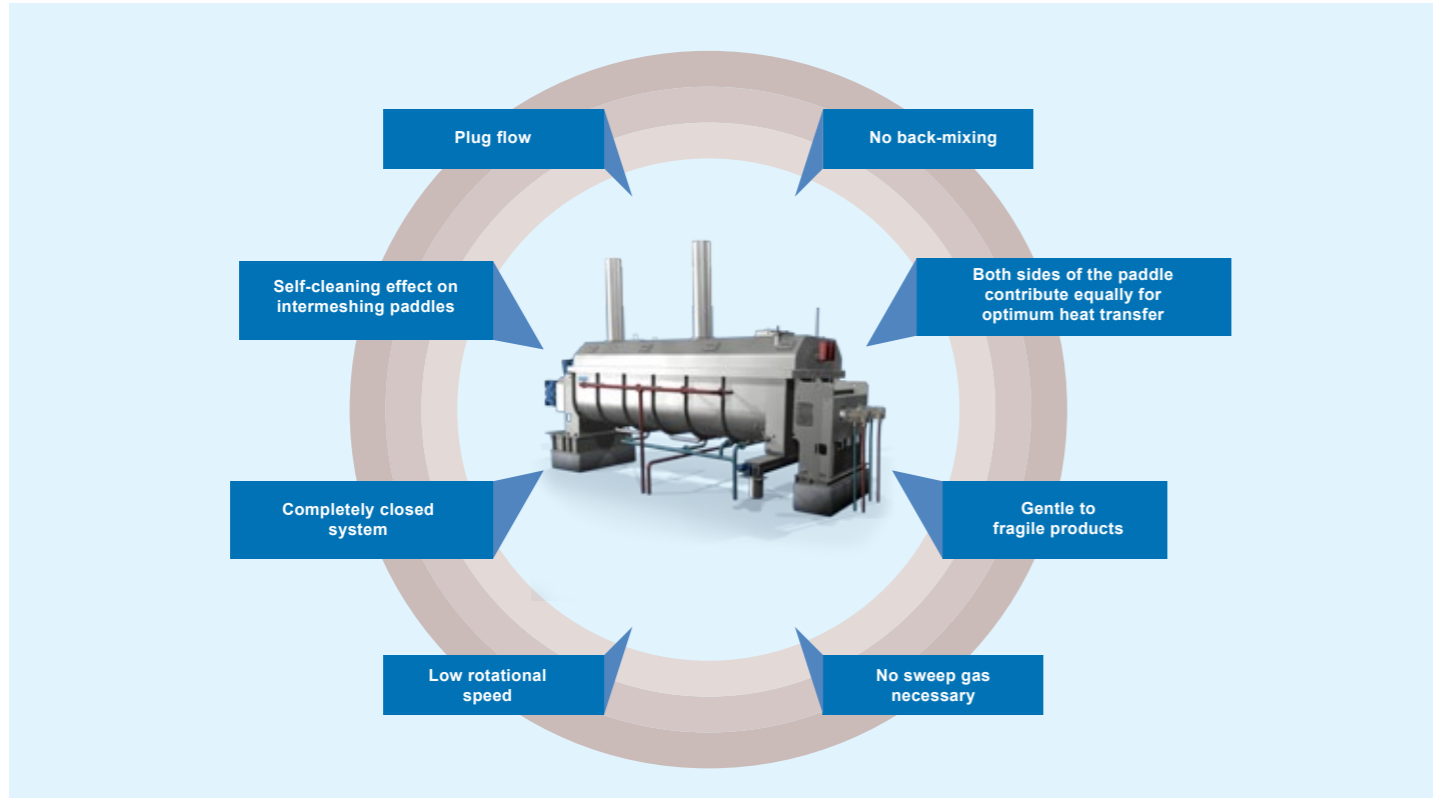 Plug flow
No back-mixing
Self-cleaning effect on
intermeshing paddles
Both sides of the paddle
contribute equally for
optimum heat transfer
Completely closed
system
Gentle to
fragile products
Low rotational
speed
No sweep gas
necessary